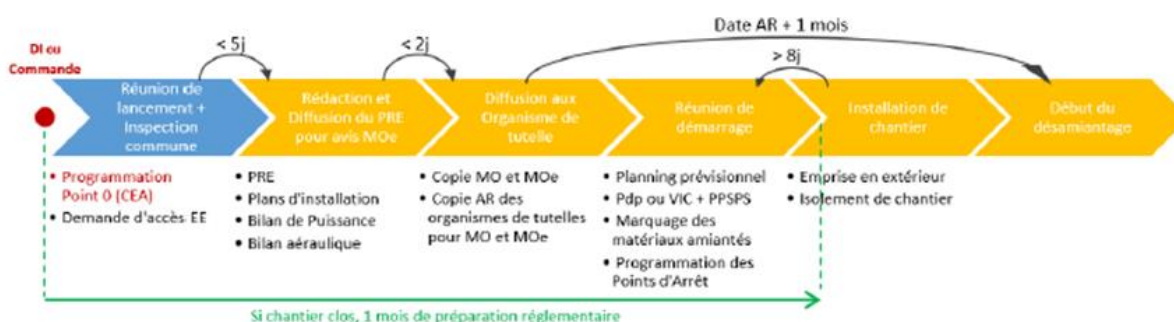 Date AR + 1 mois
< 5j
< 2j
> 8j
DI ou
Commande
Réunion de
lancement +
Inspection
commune
Rédaction et
Diffusion du PRE
pour avis MOe
Diffusion aux
Organisme de
tutelle
Réunion de
démarrage
Installation de
chantier
Début du
désamiantage
• Programmation
Point 0 (CEA)
• Demande d'accès EE
• PRE
• Plans d'installation
• Bilan de Puissance
• Bilan aéraulique
• Copie MO et MOe
• Copie AR des
organismes de tutelles
pour MO et MOe
• Planning prévisionnel
• Pdp ou VIC + PPSPS
• Marquage des
matériaux amiantés
• Programmation des
Points d'Arrêt
• Emprise en extérieur
• Isolement de chantier
Si chantier clos, 1 mois de préparation réglementaire